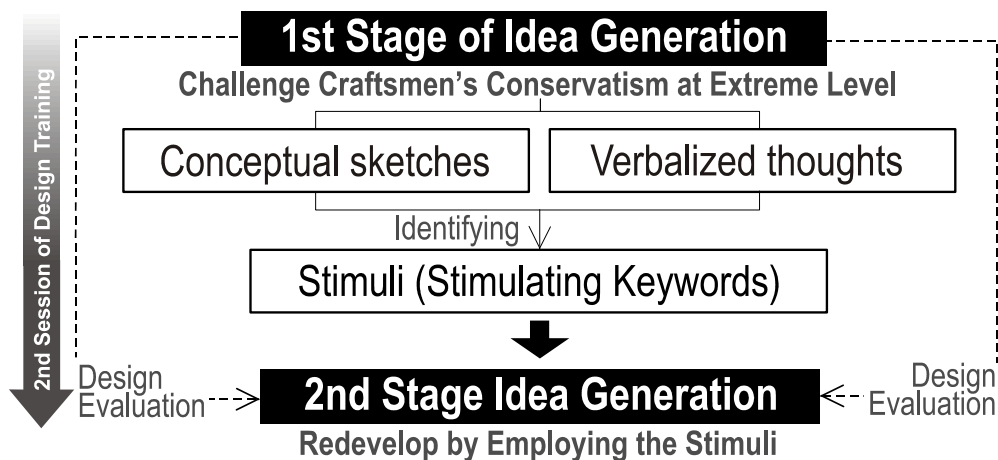 2nd Session of Design Training
1st Stage of Idea Generation
Challenge Craftsmen's Conservatism at Extreme Level
Conceptual sketches
Verbalized thoughts
Identifying
Stimuli (Stimulating Keywords)
Design
Evaluation
2nd Stage Idea Generation
Design
Evaluation
Redevelop by Employing the Stimuli